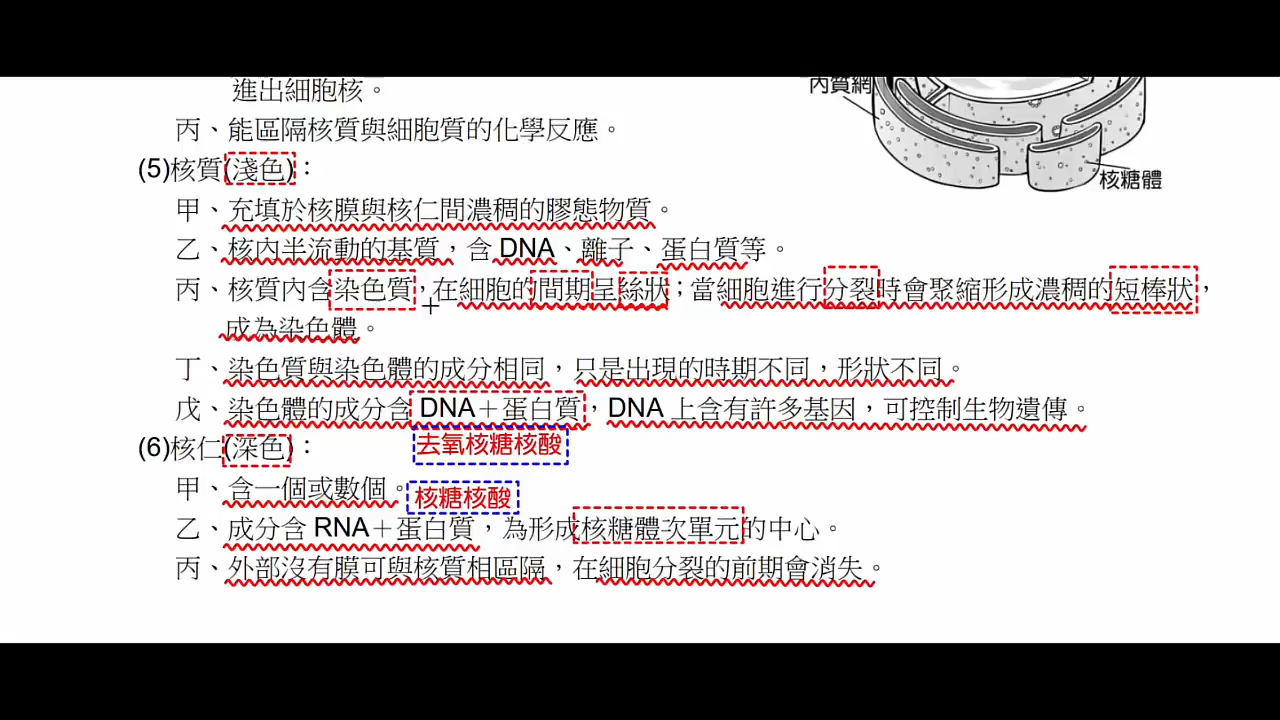 進出細胞核。
內質網
丙、能區隔核質與細胞質的化學反應。
核糖體
(5)核質(淺色)：
甲、充填於核膜與核仁間濃稠的膠態物質。
乙、核內半流動的基質，含 DNA、離子、蛋白質等。
丙、核質內含染色質，在細胞的間期呈絲狀；當細胞進行分裂時會聚縮形成濃稠的短棒狀，
成為染色體。
丁、染色質與染色體的成分相同，只是出現的時期不同，形狀不同。
戊、染色體的成分含 DNA＋蛋白質，DNA 上含有許多基因，可控制生物遺傳。
(6)核仁(深色)：
去氧核糖核酸
甲、含一個或數個。
核糖核酸
乙、成分含 RNA＋蛋白質，為形成核糖體次單元的中心。
丙、外部沒有膜可與核質相區隔，在細胞分裂的前期會消失。